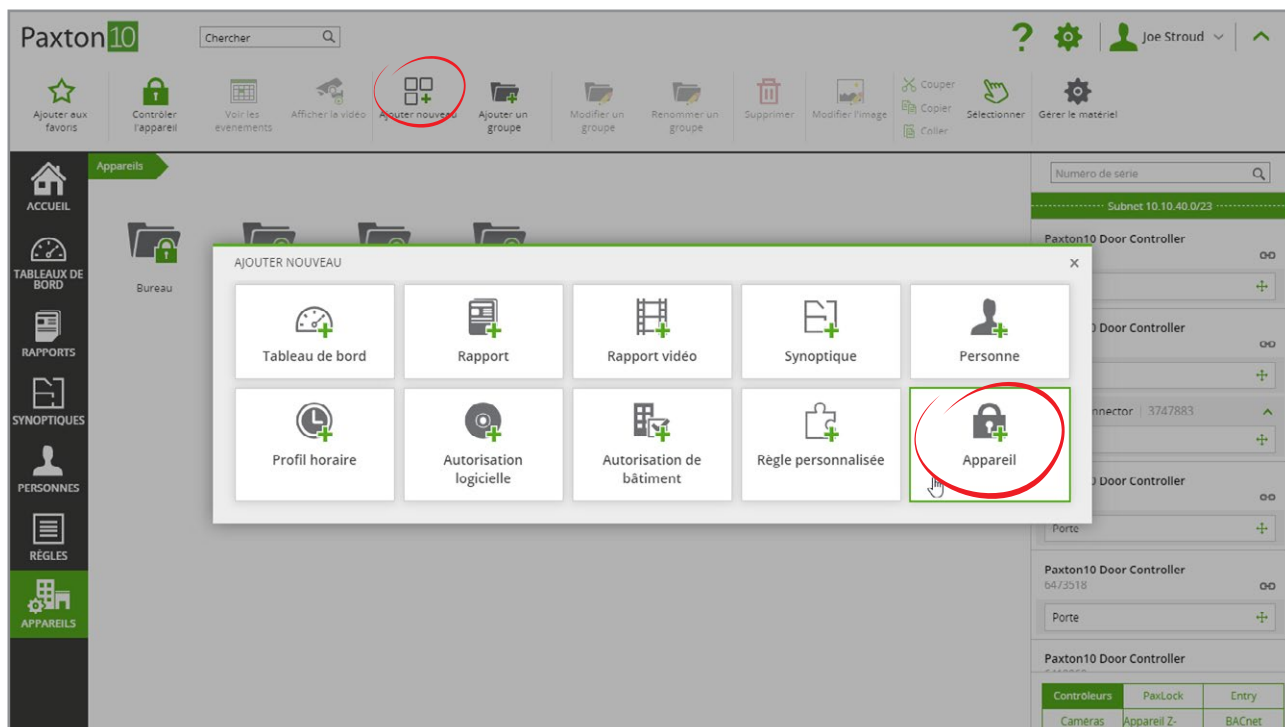 Paxton 10
Chercher
?
Joe Stroud
Ajouter aux
favoris
Contrôler
l'appareil
Voir les
evenements
Afficher la vidéo
Ajouter nouveau
Ajouter un
groupe
Modifier un
groupe
Renommer un
groupe
Supprimer
Modifier l'image
Couper
Copier
Coller
Sélectionner
Gérer le matériel
ACCUEIL
TABLEAUX DE
BORD
RAPPORTS
SYNOPTIQUES
PERSONNES
RÈGLES
APPAREILS
Appareils
Bureau
AJOUTER NOUVEAU
x
Tableau de bord
Rapport
Rapport vidéo
Synoptique
Personne
Profil horaire
Autorisation
logicielle
Autorisation de
bâtiment
Règle personnalisée
Appareil
Numéro de série
Subnet 10.10.40.0/23
Paxton10 Door Controller
Door Controller
3747883
Door Controller
Porte
Paxton10 Door Controller
6473518
Porte
Paxton10 Door Controller
Contrôleurs
PaxLock
Entry
Caméras
Appareil Z-
BACnet